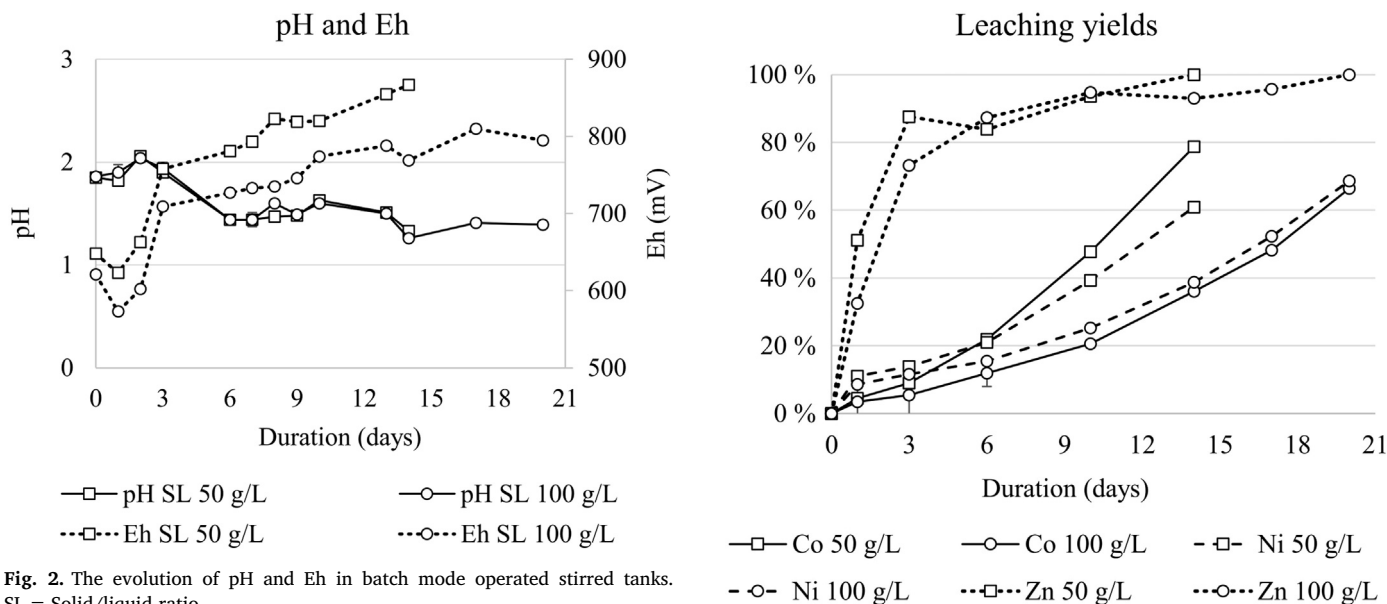 pH and Eh
3
2
1
0
pH
900
800
700
600
500
Eh (mV)
0 3 6 9 12 15 18 21
Duration (days)
pH SL 50 g/L pH SL 100 g/L
Eh SL 50 g/L Eh SL 100 g/L
Fig. 2. The evolution of pH and Eh in batch mode operated stirred tanks.
SL = Solid/liquid ratio
Leaching yields
100 %
80 %
60 %
40 %
20 %
0 %
0 3 6 9 12 15 18 21
Duration (days)
Co 50 g/L Co 100 g/L Ni 50 g/L
Ni 100 g/L Zn 50 g/L Zn 100 g/L